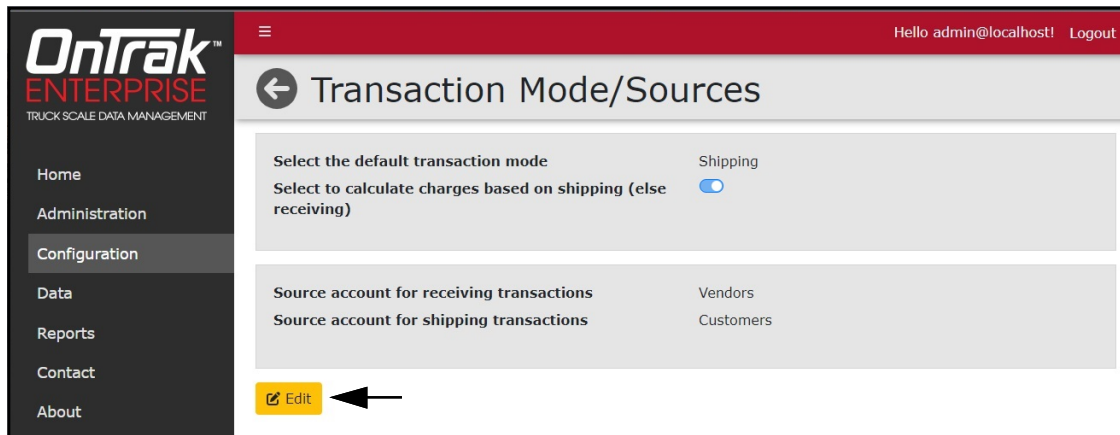 OnTrak™
ENTERPRISE
TRUCK SCALE DATA MANAGEMENT
Home
Administration
Configuration
Data
Reports
Contact
About
Hello admin@localhost! Logout
Transaction Mode/Sources
Select the default transaction mode Shipping
Select to calculate charges based on shipping (else
receiving)
Source account for receiving transactions Vendors
Source account for shipping transactions Customers
Edit